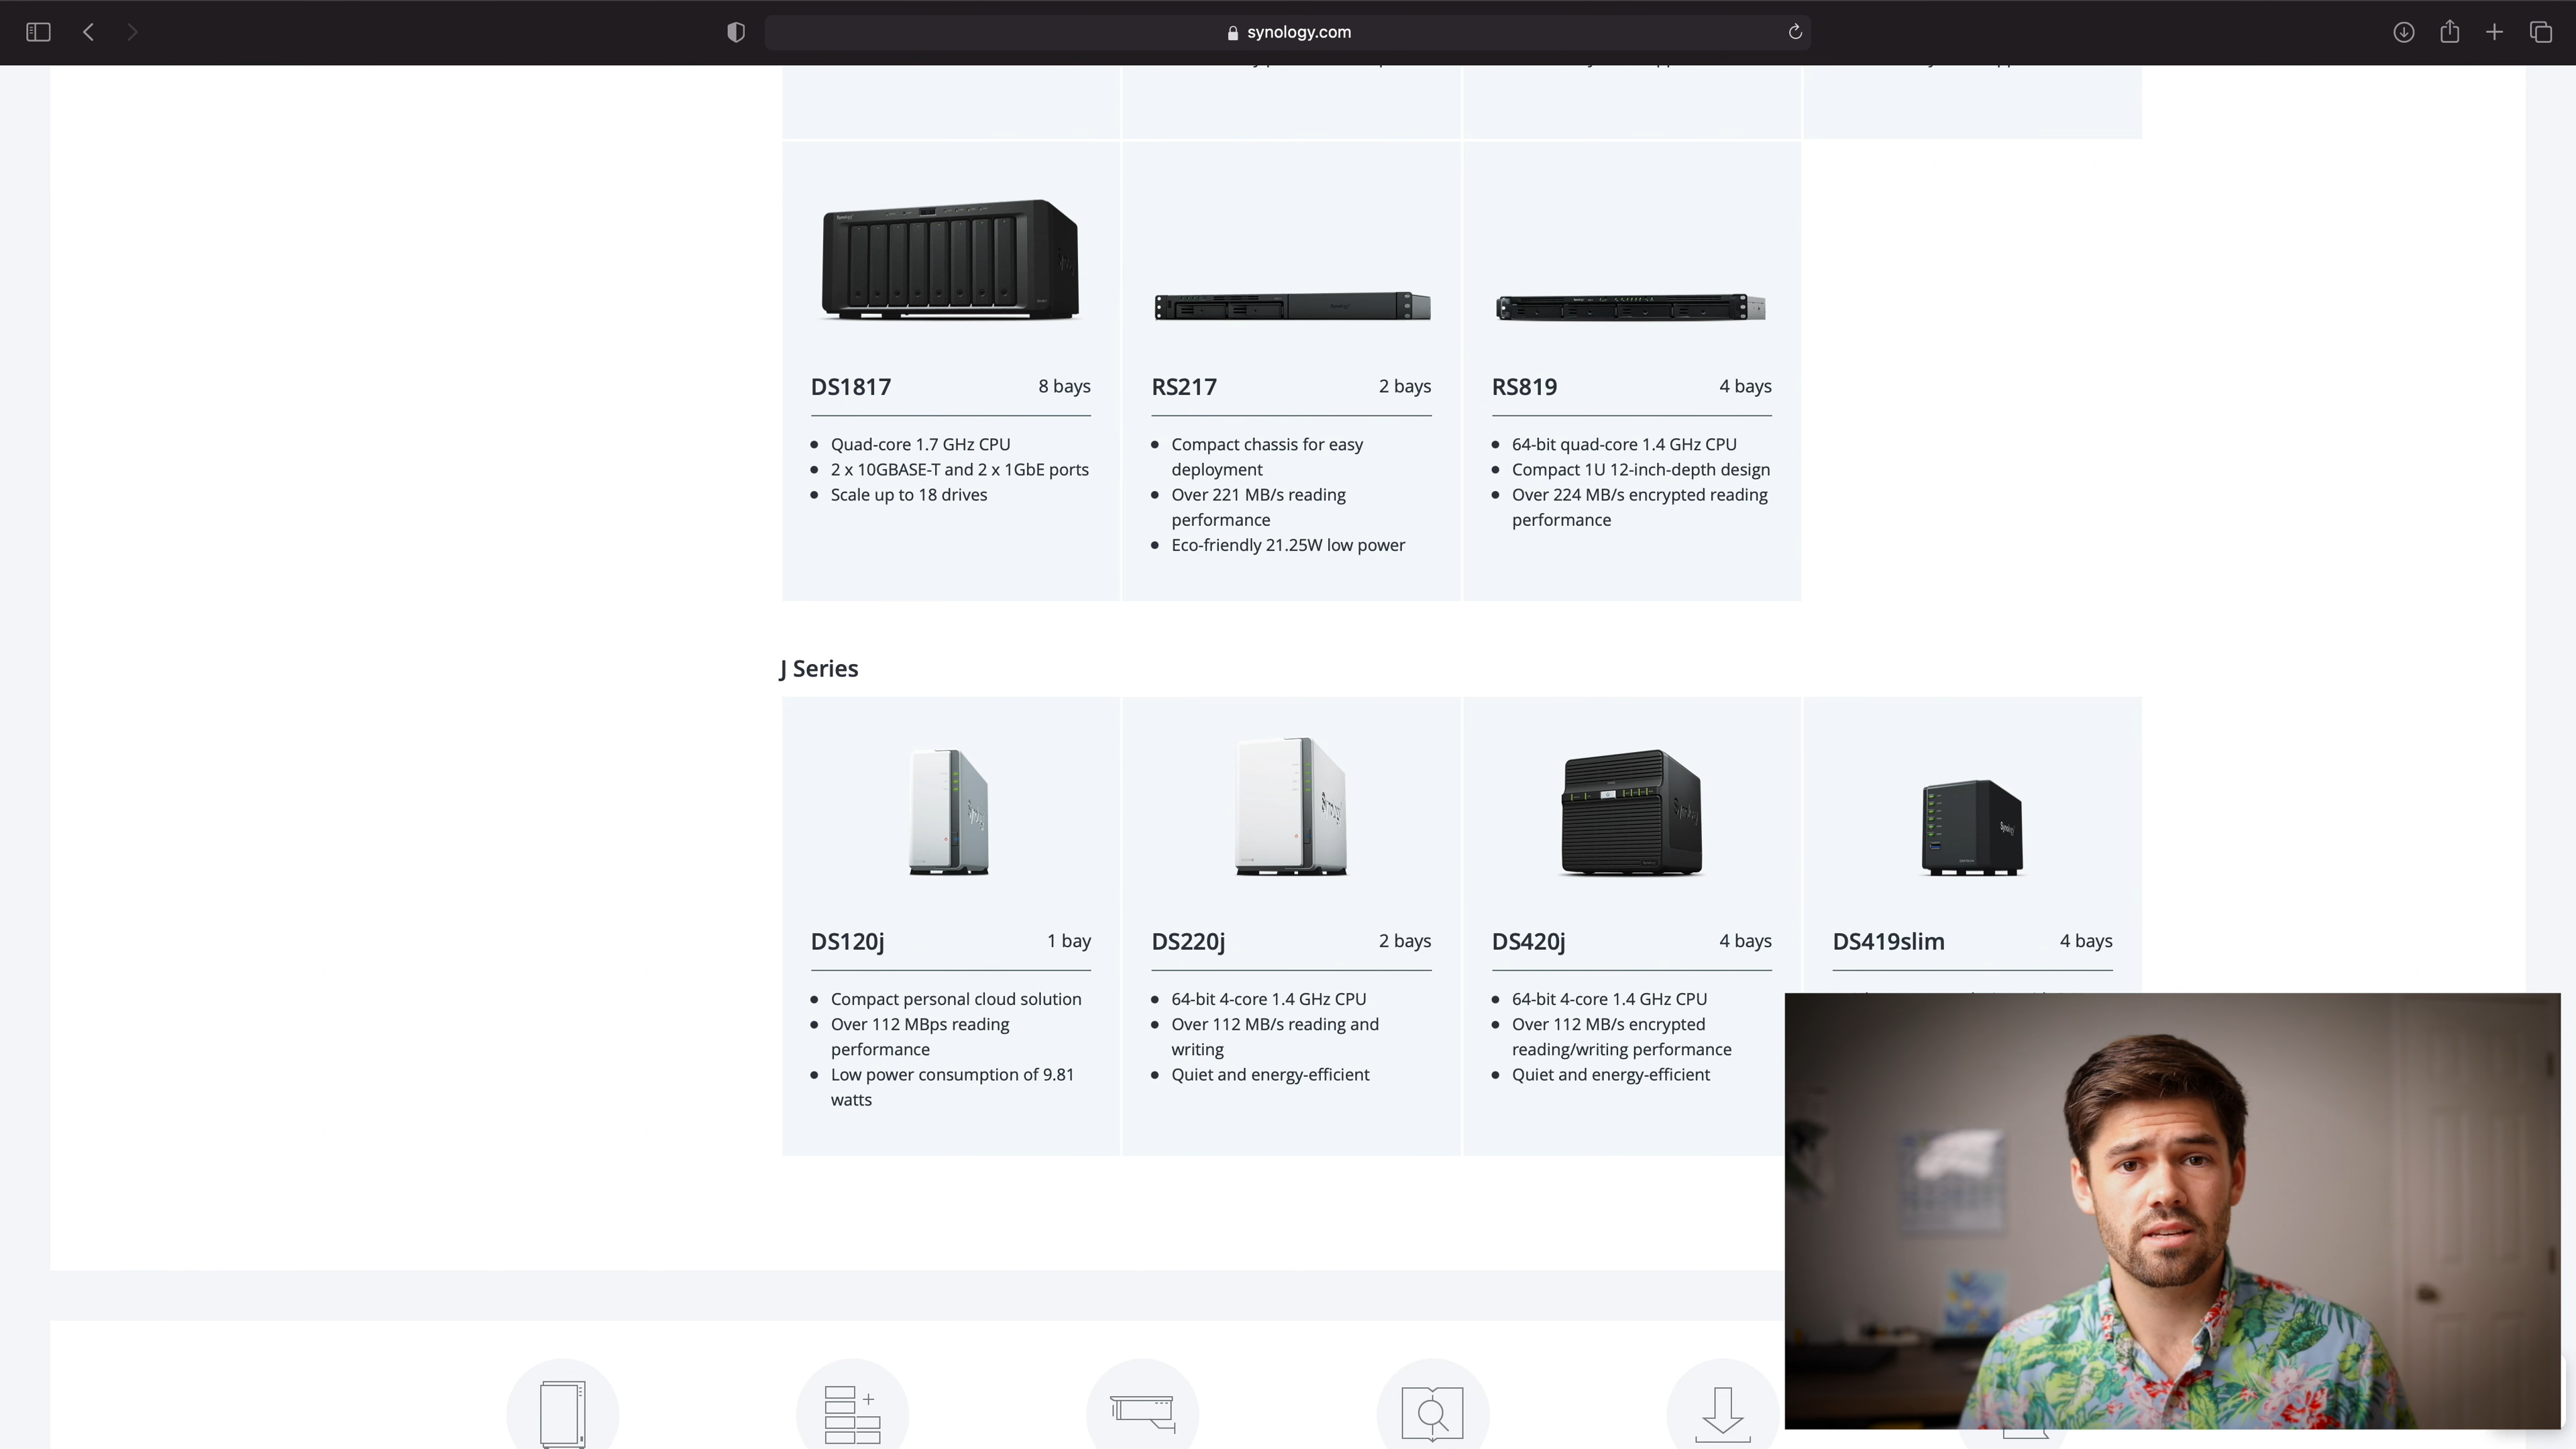 synology.com
DS1817 8 bays
Quad-core 1.7 GHz CPU
2 x 10GBASE-T and 2 x 1GbE ports
Scale up to 18 drives
RS217 2 bays
Compact chassis for easy
deployment
Over 221 MB/s reading
performance
Eco-friendly 21.25W low power
RS819 4 bays
64-bit quad-core 1.4 GHz CPU
Compact 1U 12-inch-depth design
Over 224 MB/s encrypted reading
performance
J Series
Synology
Synology
Synology
DS120j 1 bay
Compact personal cloud solution
Over 112 MBps reading
performance
Low power consumption of 9.81
watts
DS220j 2 bays
64-bit 4-core 1.4 GHz CPU
Over 112 MB/s reading and
writing
Quiet and energy-efficient
DS420j 4 bays
64-bit 4-core 1.4 GHz CPU
Over 112 MB/s encrypted
reading/writing performance
Quiet and energy-efficient
DS419slim 4 bays